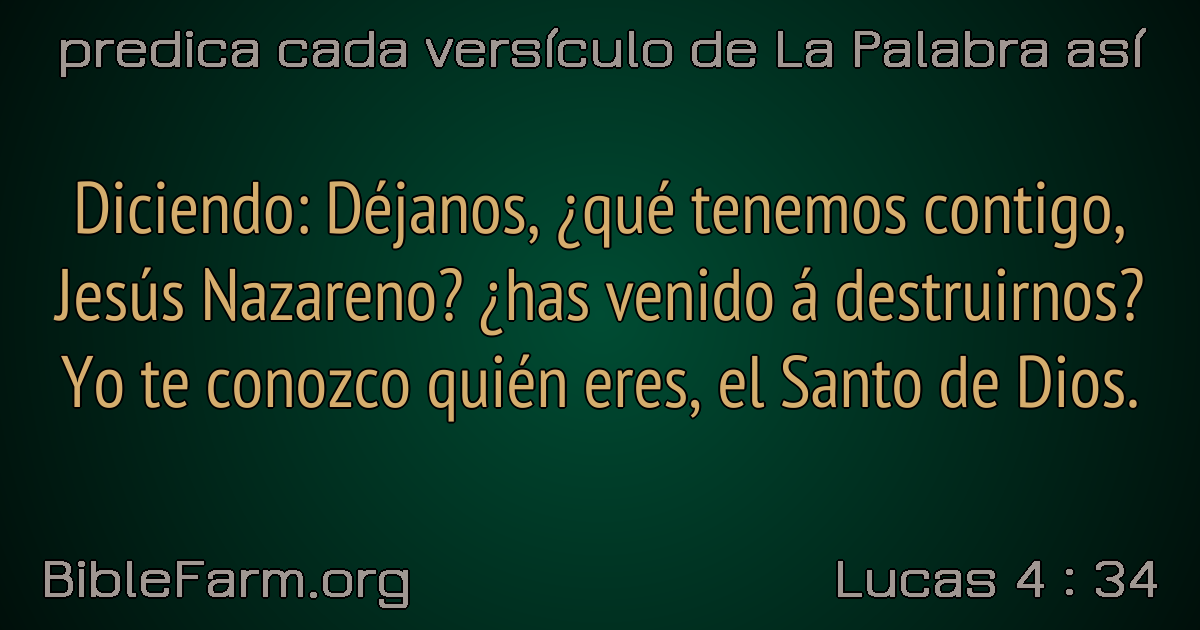 predica cada versículo de La Palabra así
Diciendo: Déjanos, ¿qué tenemos contigo,
Jesús Nazareno? ¿has venido á destruirnos?
Yo te conozco quién eres, el Santo de Dios.
BibleFarm.org
Lucas 4 : 34